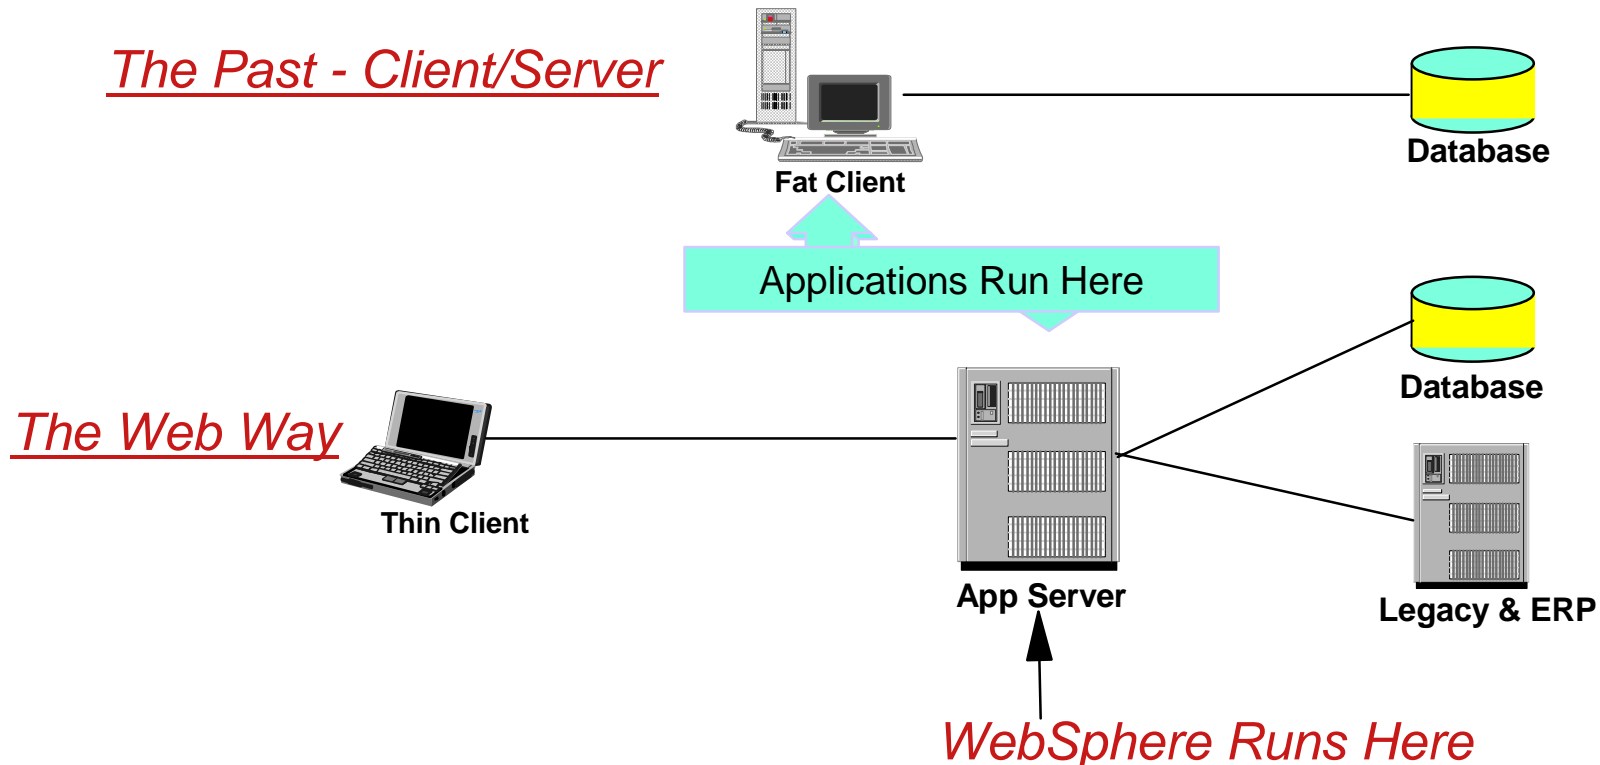 The Past - Client/Server
Fat Client
Database
Applications Run Here
The Web Way
Thin Client
App Server
Database
Legacy & ERP
WebSphere Runs Here